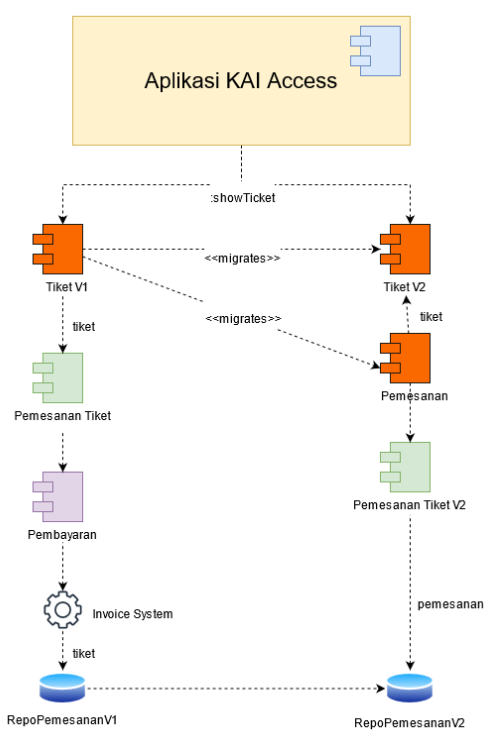 Aplikasi KAI Access
:showTicket
<<migrates>>
Tiket V1
Tiket V2
<<migrates>>
tiket
tiket
Pemesanan
Pemesanan Tiket
Pemesanan Tiket V2
Pembayaran
pemesanan
Invoice System
tiket
RepoPemesananV1
RepoPemesananV2